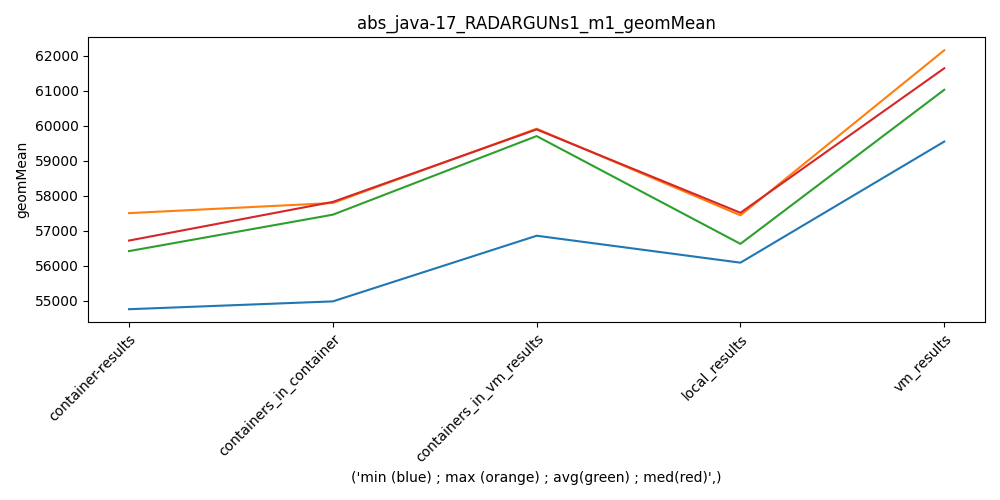 abs_java-17_RADARGUNs1_m1_geomMean
geomMean
62000
61000
60000
59000
58000
57000
56000
55000
container-results
containers_in_container
containers_in_vm_results
local_results
vm_results
('min (blue) ; max (orange) ; avg(green) ; med(red)',)